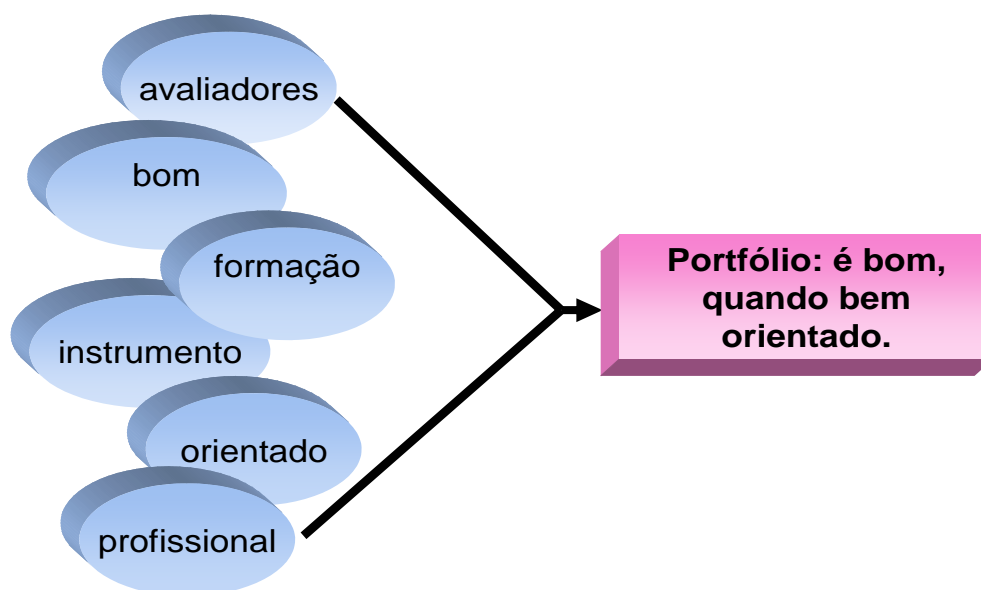 avaliadores
bom
formação
instrumento
orientado
profissional
Portfólio: é bom,
quando bem
orientado.